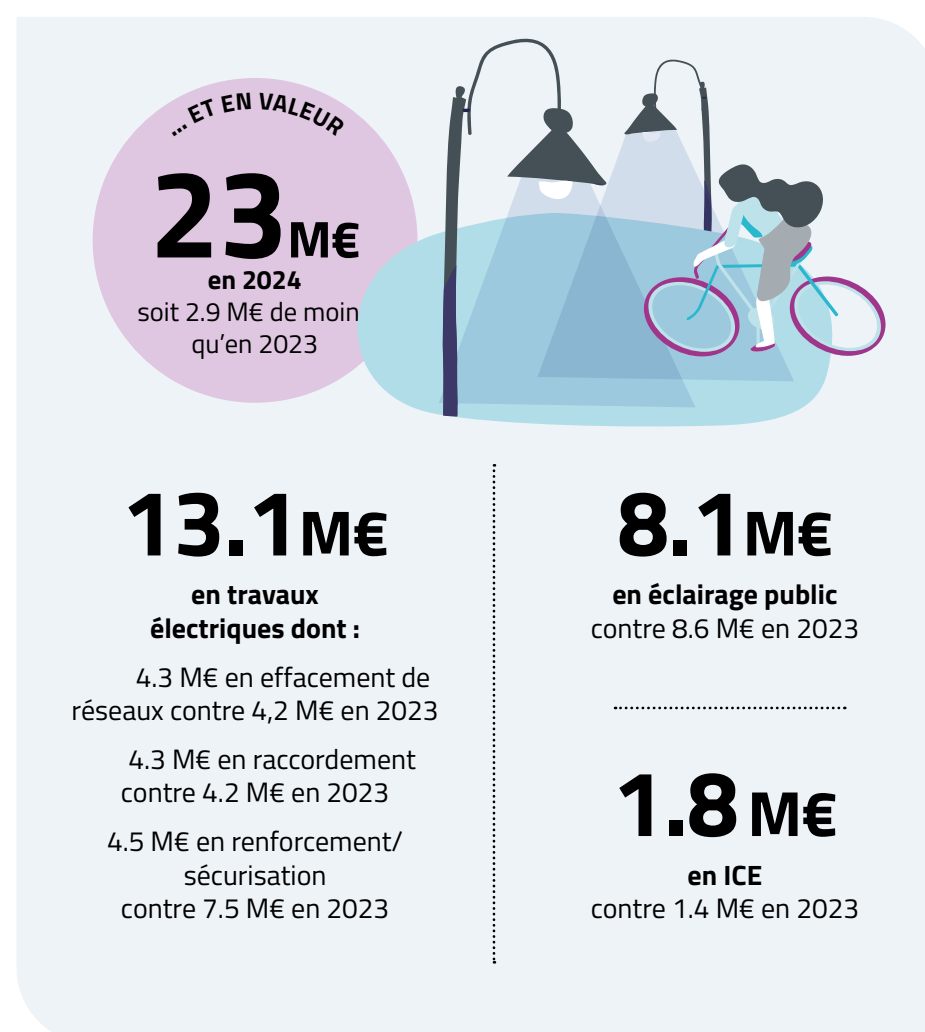 ... ET EN VALEUR
23 M€
en 2024
soit 2.9 M€ de moin
qu'en 2023
13.1 M€
en travaux
électriques dont :
4.3 M€ en effacement de
réseaux contre 4,2 M€ en 2023
4.3 M€ en raccordement
contre 4.2 M€ en 2023
4.5 M€ en renforcement/
sécurisation
contre 7.5 M€ en 2023
8.1 M€
en éclairage public
contre 8.6 M€ en 2023
1.8 M€
en ICE
contre 1.4 M€ en 2023